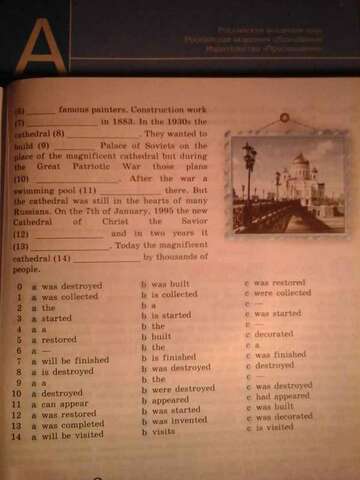 А
Российская академия наук
Российская академия образования
Издательство «Просвещение»
(6) ______ famous painters. Construction work
(7) ______ in 1883. In the 1930s the
cathedral (8) ______. They wanted to
build (9) ______ Palace of Soviets on the
place of the magnificent cathedral but during
the Great Patriotic War those plans
(10) ______. After the war a
swimming pool (11) ______ there. But
the cathedral was still in the hearts of many
Russians. On the 7th of January, 1995 the new
Cathedral of Christ the Savior
(12) ______ and in two years it
(13) ______. Today the magnificent
cathedral (14) ______ by thousands of
people.
0 a was destroyed b was built c was restored
1 a was collected b is collected c were collected
2 a the b a c —
3 a started b is started c was started
4 a a b the c —
5 a restored b built c decorated
6 a — b the c a
7 a will be finished b is finished c was finished
8 a is destroyed b was destroyed c destroyed
9 a a b the c —
10 a destroyed b were destroyed c was destroyed
11 a can appear b appeared c had appeared
12 a was restored b was started c was built
13 a was completed b was invented c was decorated
14 a will be visited b visits c is visited